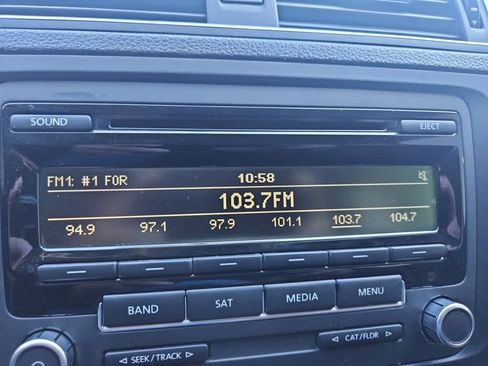 SOUND
EJECT
FM1: #1 FOR 10:58
103.7FM
94.9 97.1 97.9 101.1 103.7 104.7
BAND SAT MEDIA MENU
SEEK/TRACK CAT/FLDR